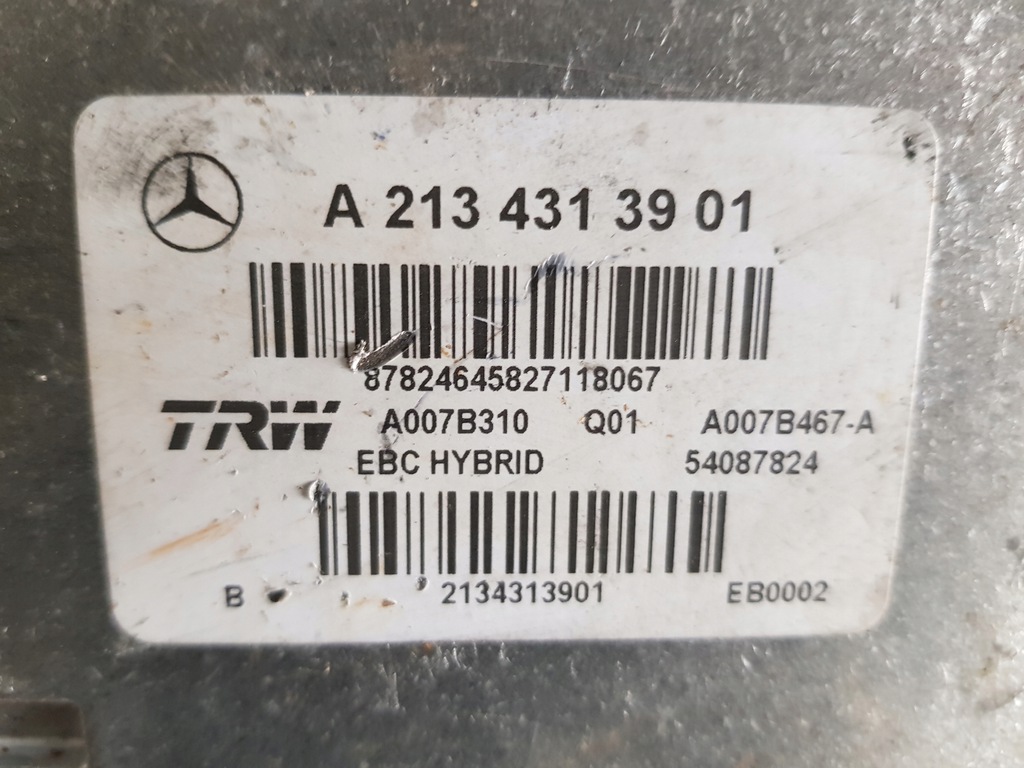 A 213 431 39 01
87824645827118067
TRW A007B310 Q01 A007B467-A
EBC HYBRID 54087824
B 2134313901 EB0002